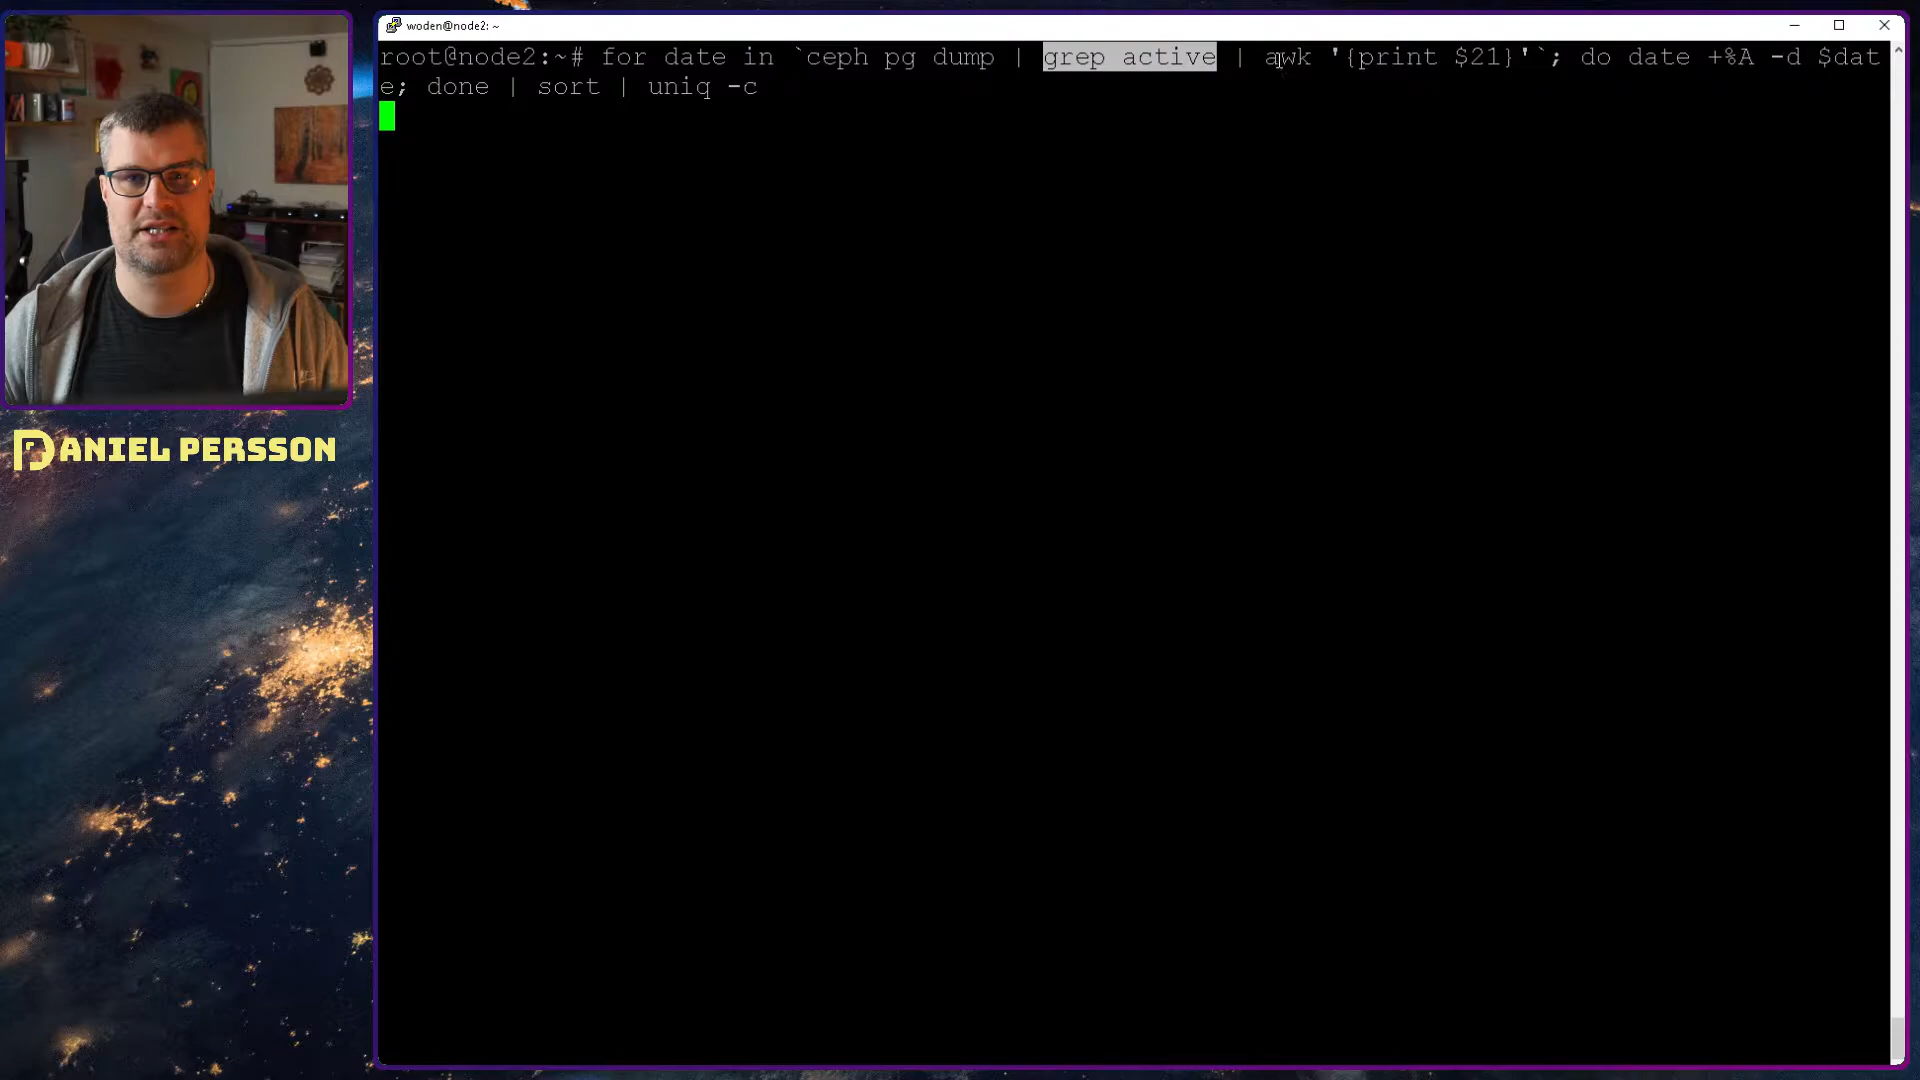 woden@node2: ~
root@node2:~# for date in `ceph pg dump | grep active | awk '{print $21}'`; do date +%A -d $dat
e; done | sort | uniq -c
DANIEL PERSSON